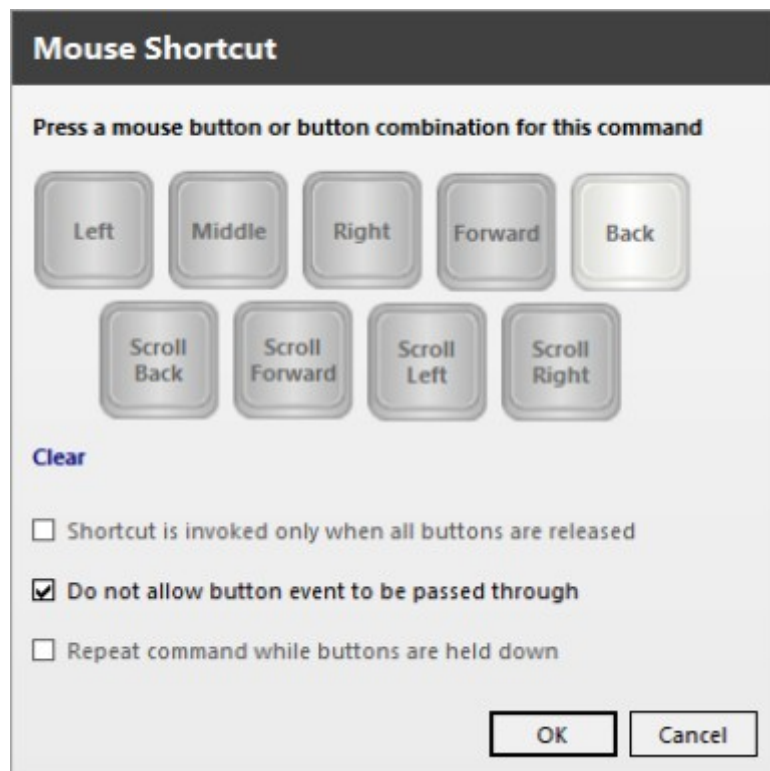 Mouse Shortcut
Press a mouse button or button combination for this command
Left Middle Right Forward Back
Scroll Back Scroll Forward Scroll Left Scroll Right
Clear
Shortcut is invoked only when all buttons are released
Do not allow button event to be passed through
Repeat command while buttons are held down
OK Cancel